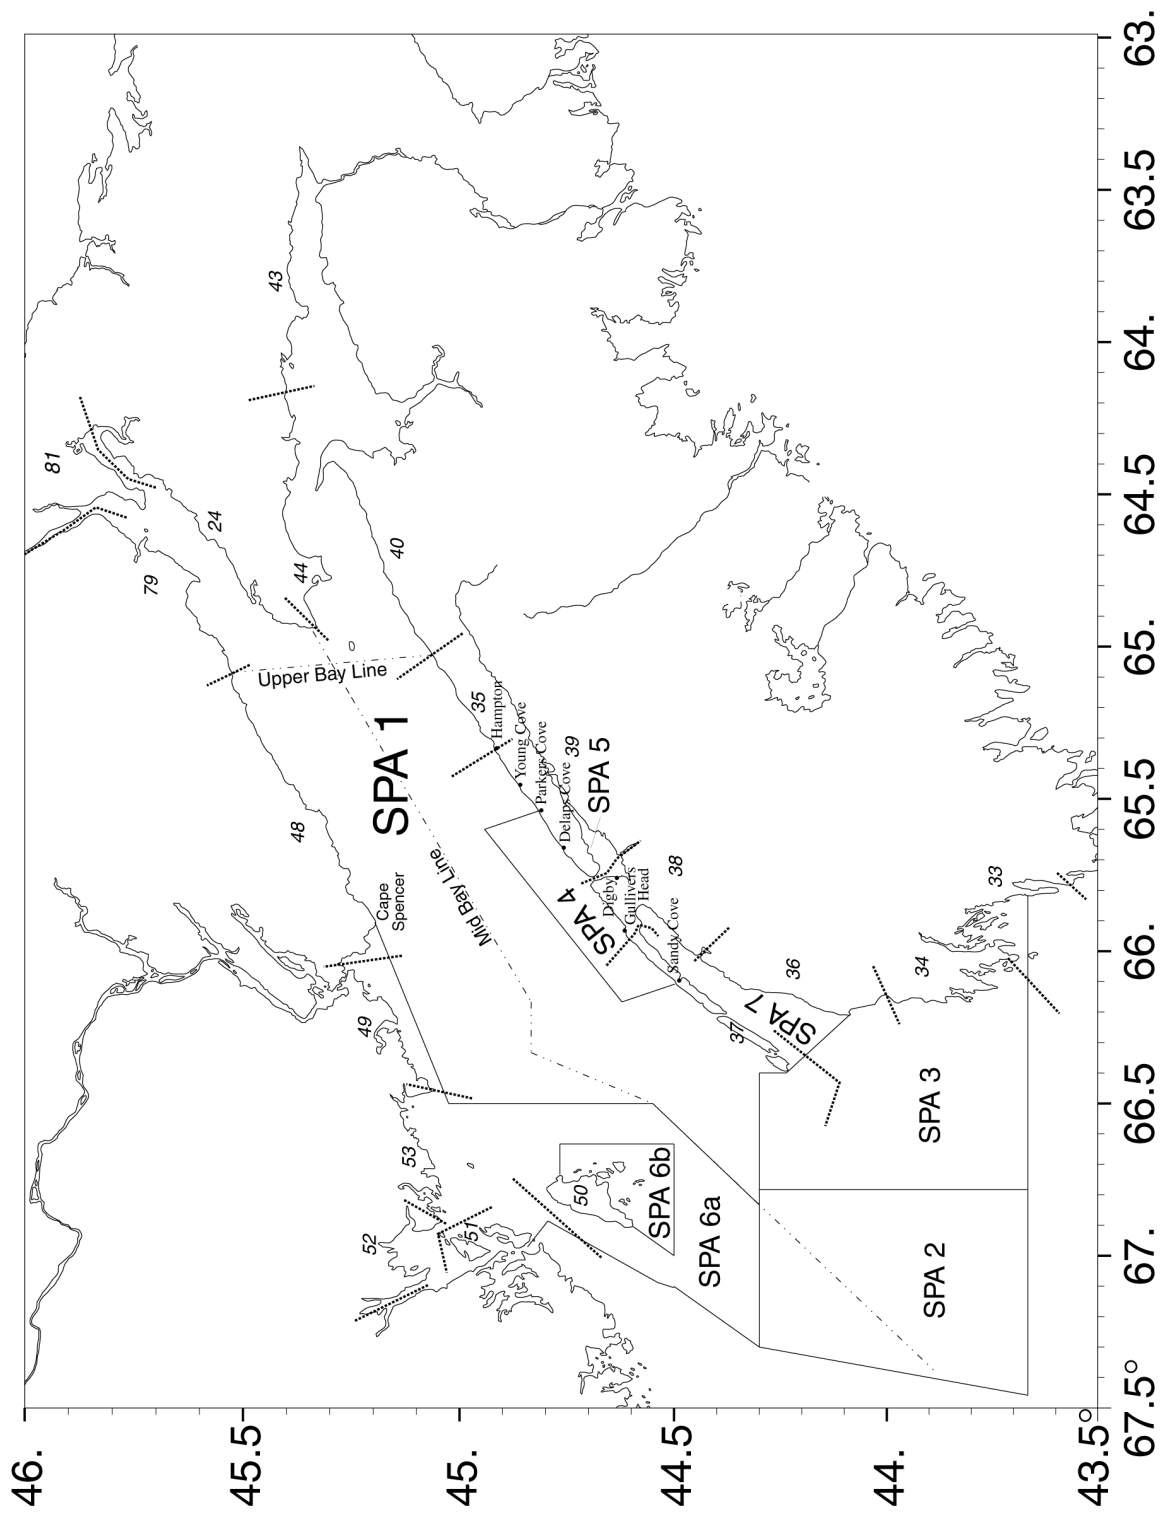 46.
45.5
45.
44.5
44.
43.5°
67.5°
67.
66.5
66.
65.5
65.
64.5
64.
63.5
63.
81
79
24
44
43
40
Upper Bay Line
SPA 1
48
Cape
Spencer
Mid Bay Line
35
Hampton
Young Cove
Parkers Cove
Delaps Cove
39
SPA 5
38
Digby
Gullivers
Head
Sandy Cove
SPA 4
36
37
SPA 7
34
33
49
53
52
51
50
SPA 6b
SPA 6a
SPA 3
SPA 2